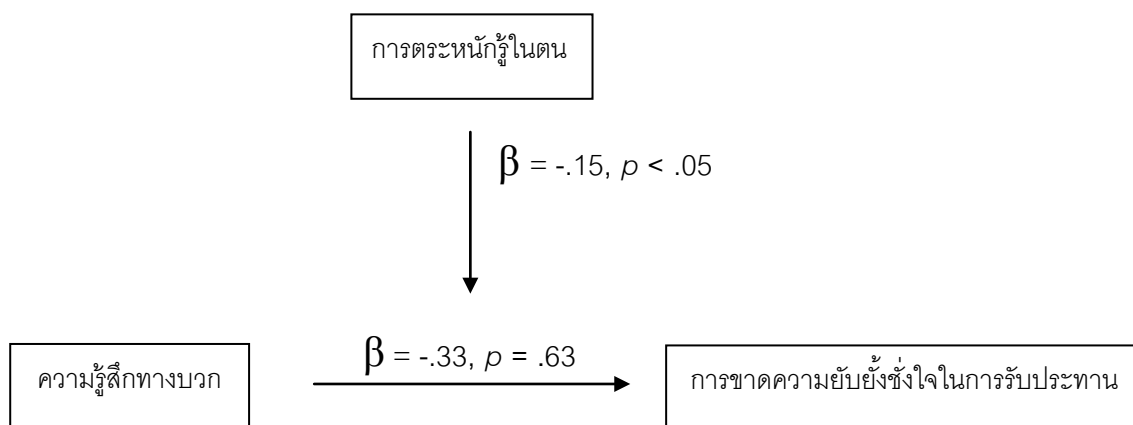 การตระหนักรู้ในตน
β = -.15, p < .05
β = -.33, p = .63
ความรู้สึกทางบวก
การขาดความยับยั้งชั่งใจในการรับประทาน